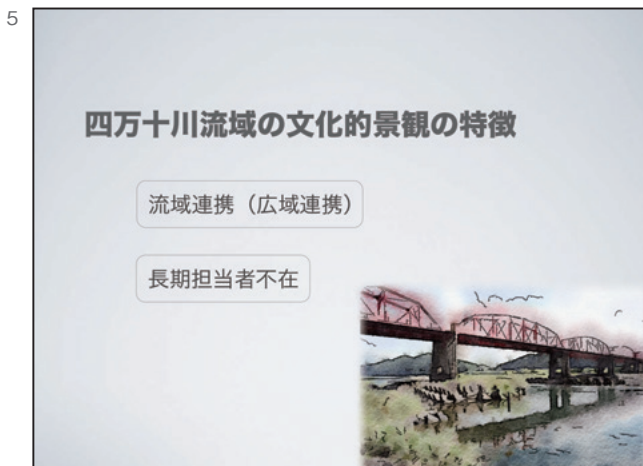 5
四万十川流域の文化的景観の特徴
流域連携（広域連携）
長期担当者不在